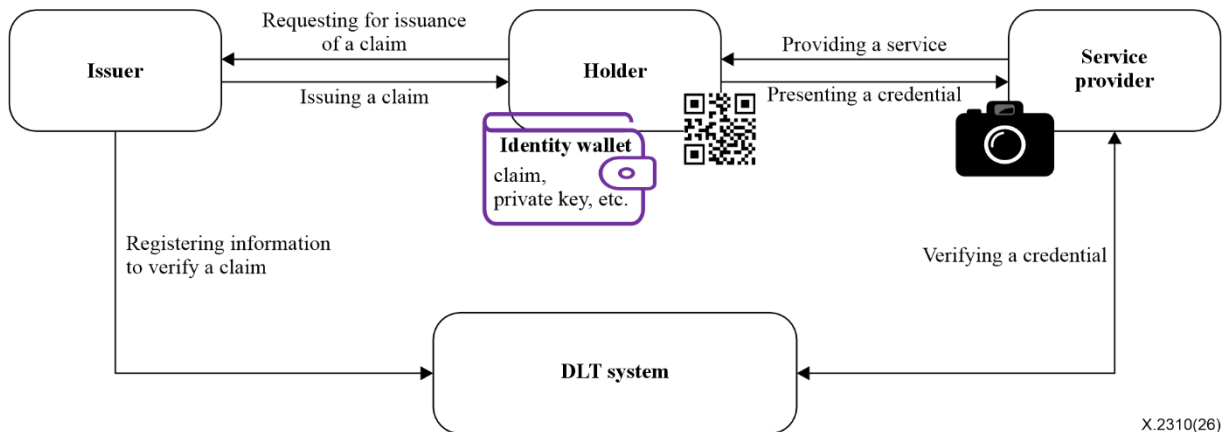 Requesting for issuance
of a claim
Issuer
Issuing a claim
Holder
Providing a service
Presenting a credential
Service
provider
Identity wallet
claim,
private key, etc.
Registering information
to verify a claim
Verifying a credential
DLT system
X.2310(26)